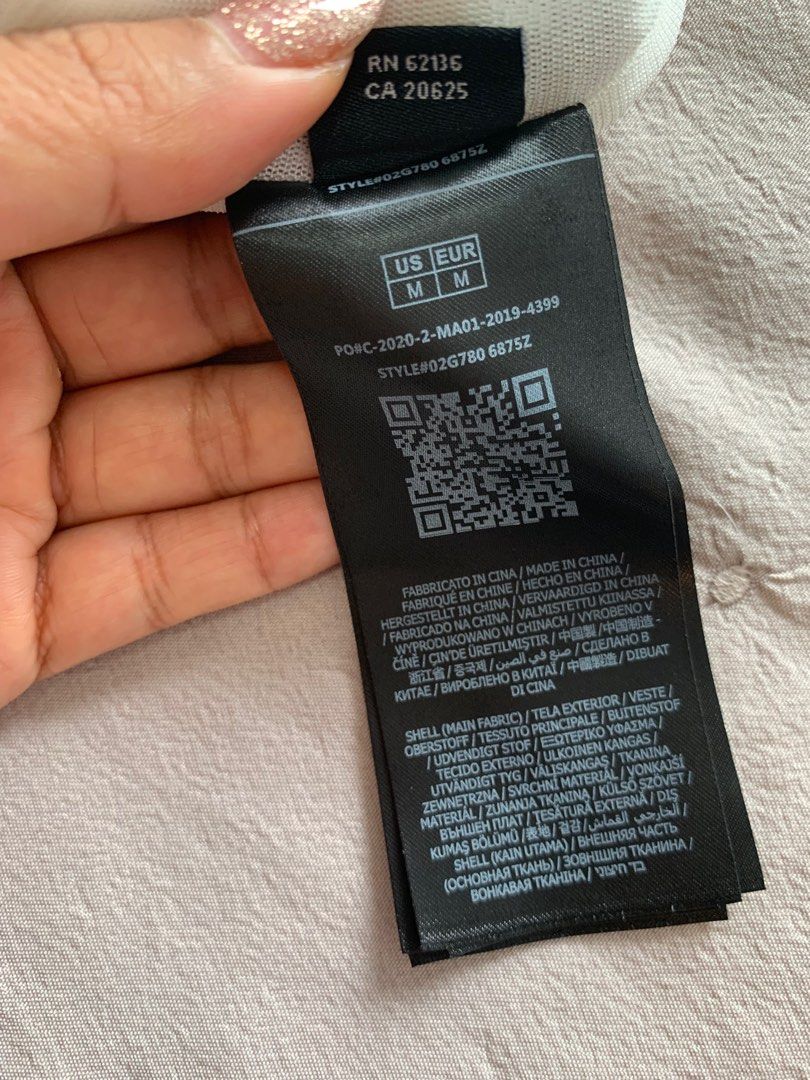 RN 62136
CA 20625
STYLE#02G780 6875Z
US EUR
M M
PO#C-2020-2-MA01-2019-4399
STYLE#02G780 6875Z
FABBRICATO IN CINA / MADE IN CHINA /
FABRIQUÉ EN CHINE / HECHO EN CHINA /
HERGESTELLT IN CHINA / VERVAARDIGD IN CHINA
/ FABRICADO NA CHINA / VALMISTETTU KIINASSA /
WYPRODUKOWANO W CHINACH / VYROBENO V
ČÍNĚ / ÇIN'DE ÜRETILMIŞTIR / 中国製 / 中国制造 -
浙江省 / 중국제 / صنع في الصين / СДЕЛАНО В
КИТАЕ / ВИРОБЛЕНО В КИТАЇ / 中國製造 / DIBUAT
DI CINA
SHELL (MAIN FABRIC) / TELA EXTERIOR / VESTE /
OBERSTOFF / TESSUTO PRINCIPALE / BUITENSTOF
/ UDVENDIGT STOF / ΕΞΩΤΕΡΙΚΟ ΥΦΑΣΜΑ /
TECIDO EXTERNO / ULKOINEN KANGAS /
UTVÄNDIGT TYG / VÄLISKANGAS / TKANINA
ZEWNĘTRZNA / SVRCHNÍ MATERIÁL / VONKAJŠÍ
MATERIÁL / ZUNANJA TKANINA / KÜLSŐ SZÖVET /
ВЪНШЕН ПЛАТ / ȚESĂTURĂ EXTERNĂ / DIŞ
KUMAŞ BÖLÜMÜ / 表地 / 겉감 / الخارجي القماش /
SHELL (KAIN UTAMA) / ВНЕШНЯЯ ЧАСТЬ
(ОСНОВНАЯ ТКАНЬ) / ЗОВНІШНЯ ТКАНИНА /
ВОНКАВАЯ ТКАНІНА / בד חיצוני